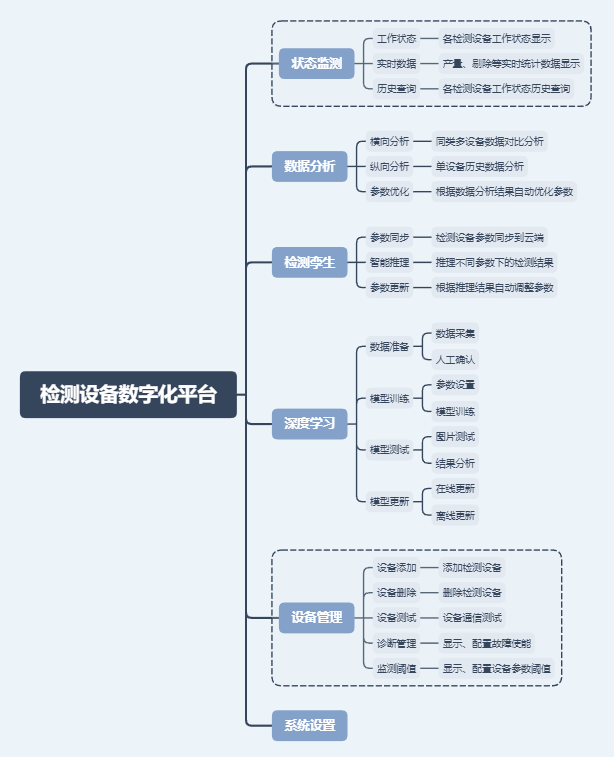 检测设备数字化平台
状态监测
工作状态
各检测设备工作状态显示
实时数据
产量、剔除等实时统计数据显示
历史查询
各检测设备工作状态历史查询
数据分析
横向分析
同类多设备数据对比分析
纵向分析
单设备历史数据分析
参数优化
根据数据分析结果自动优化参数
检测孪生
参数同步
检测设备参数同步到云端
智能推理
推理不同参数下的检测结果
参数更新
根据推理结果自动调整参数
深度学习
数据准备
数据采集
人工确认
模型训练
参数设置
模型训练
模型测试
图片测试
结果分析
模型更新
在线更新
离线更新
设备管理
设备添加
添加检测设备
设备删除
删除检测设备
设备测试
设备通信测试
诊断管理
显示、配置故障使能
监测阈值
显示、配置设备参数阈值
系统设置